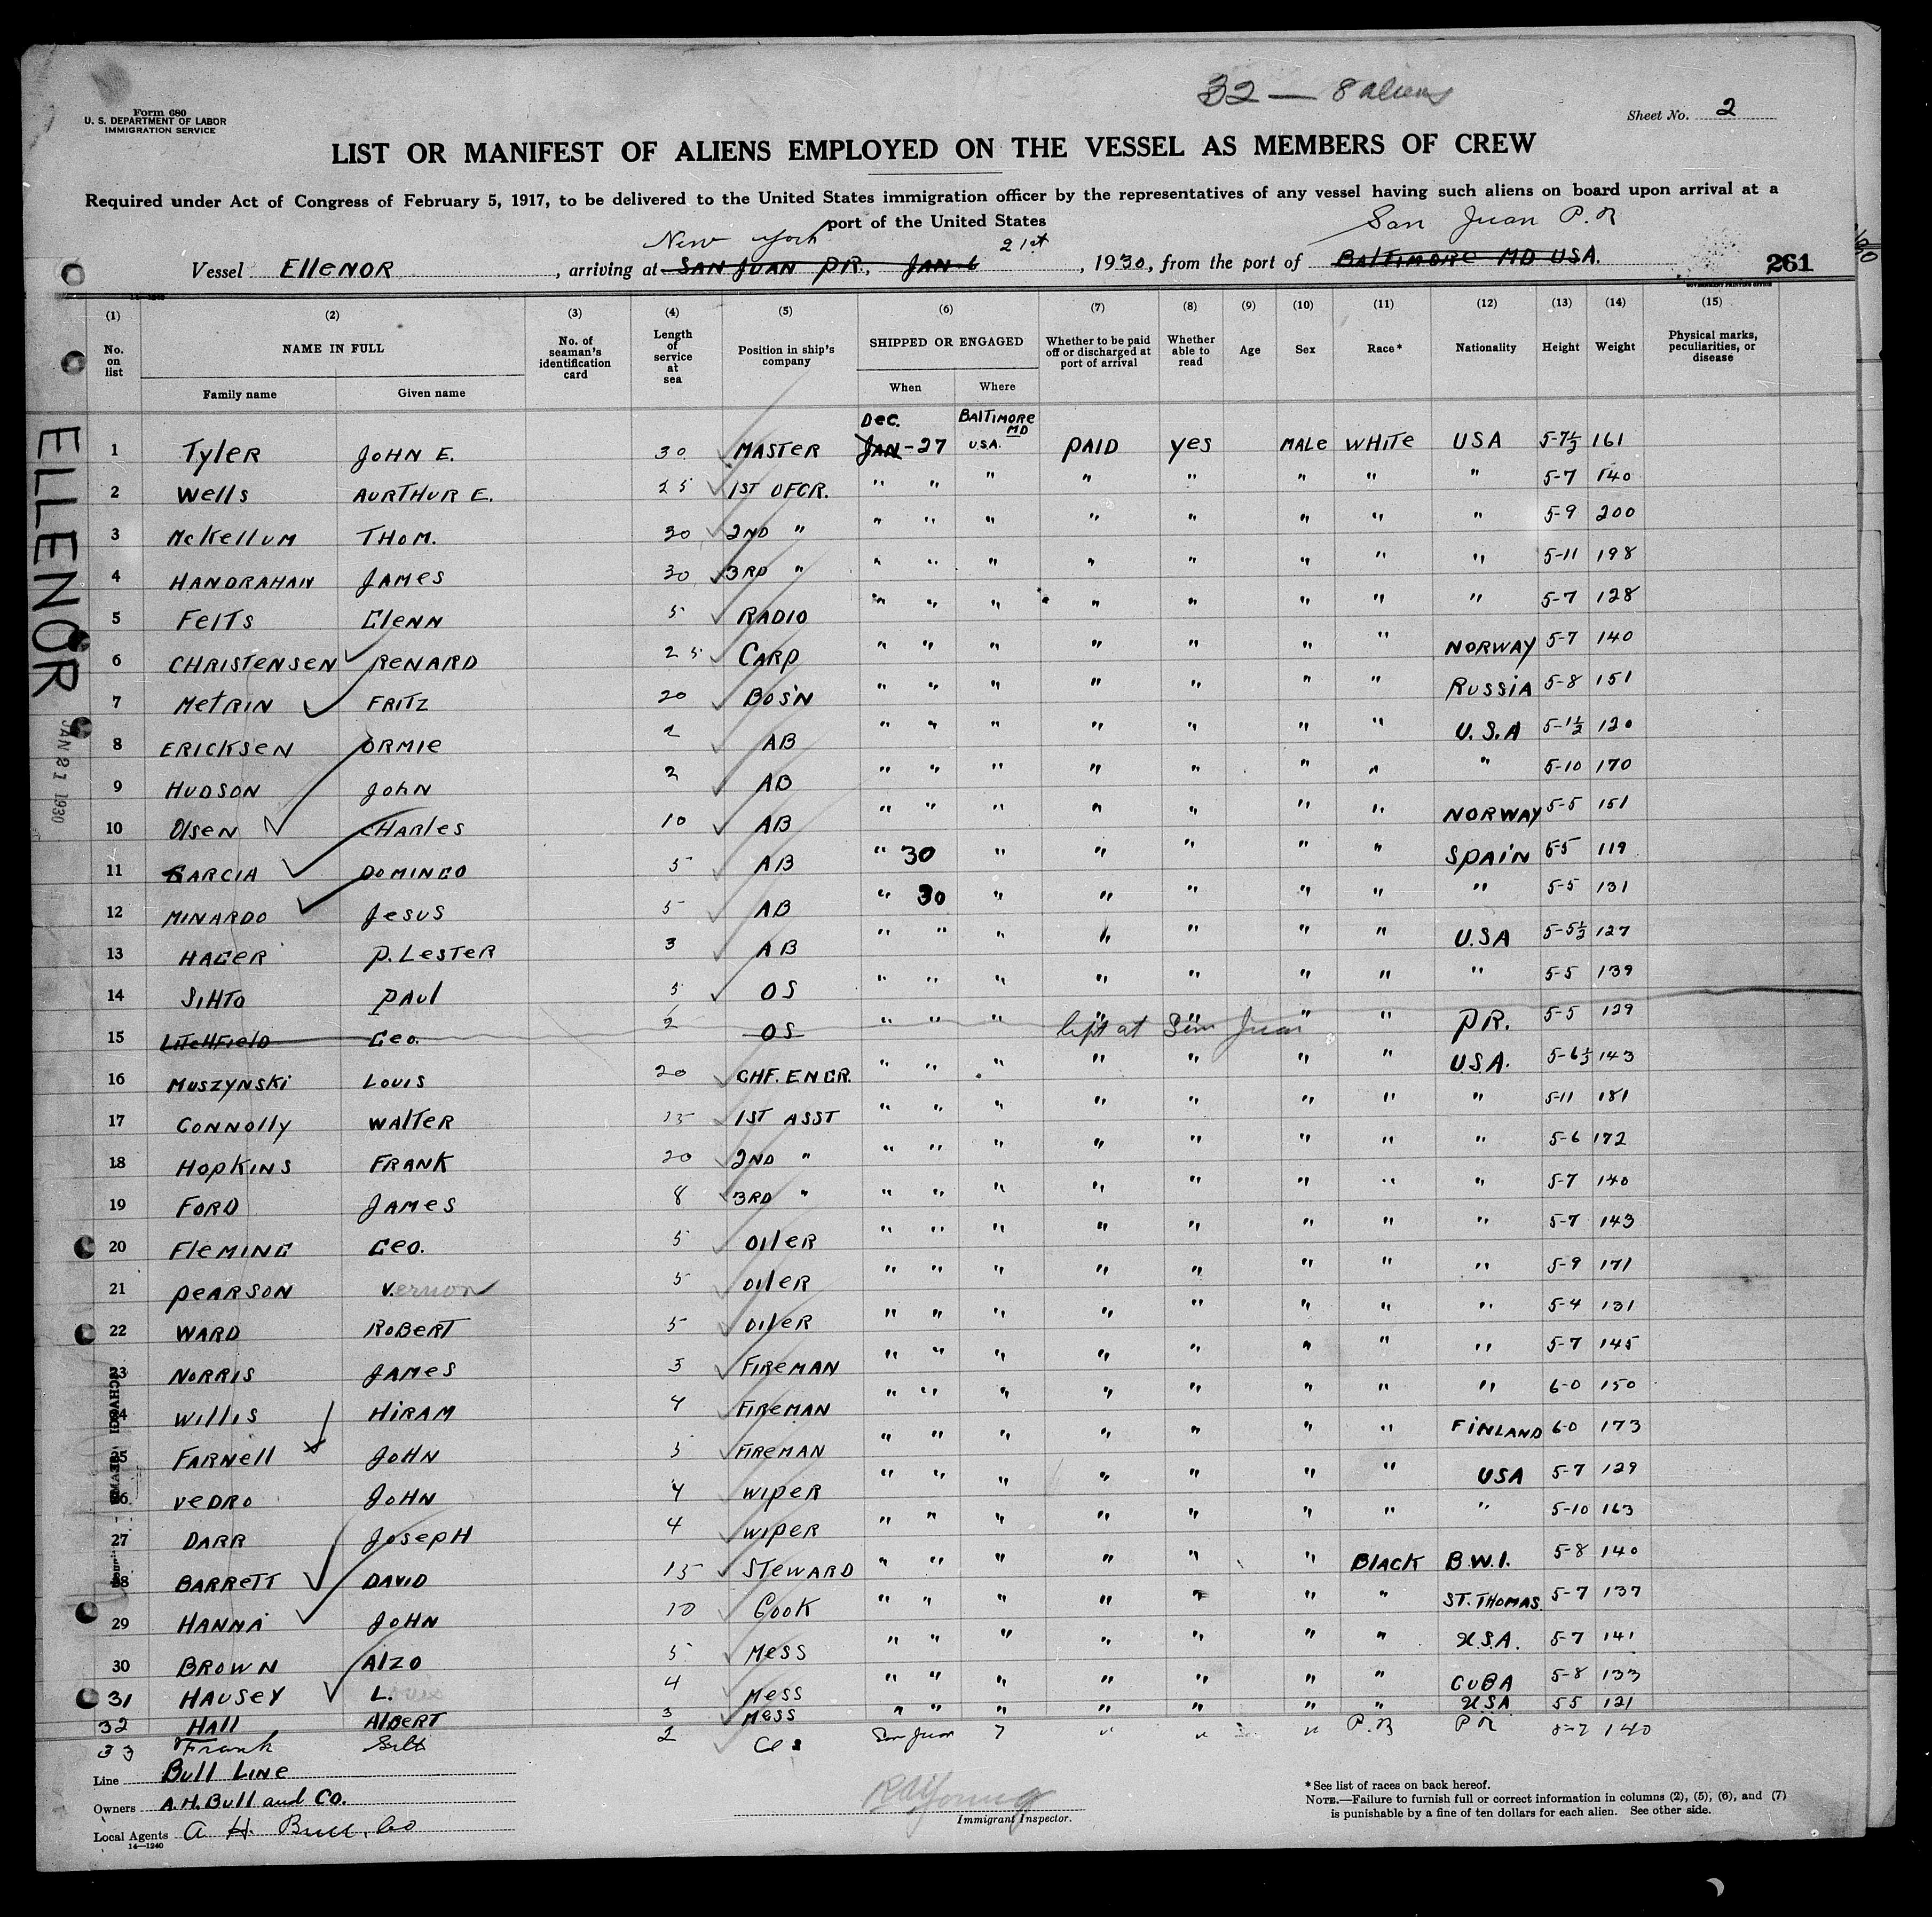 32 — 8 aliens
Form 680
U. S. DEPARTMENT OF LABOR
IMMIGRATION SERVICE
Sheet No. 2
LIST OR MANIFEST OF ALIENS EMPLOYED ON THE VESSEL AS MEMBERS OF CREW
Required under Act of Congress of February 5, 1917, to be delivered to the United States immigration officer by the representatives of any vessel having such aliens on board upon arrival at a
port of the United States
New York 21st San Juan P.R
Vessel Ellenor, arriving at SAN JUAN PR., JAN 6, 1930, from the port of BALTIMORE MD USA. 261
(1) (2) (3) (4) (5) (6) (7) (8) (9) (10) (11) (12) (13) (14) (15)
No. on list NAME IN FULL Family name Given name No. of seaman's identification card Length of service at sea Position in ship's company SHIPPED OR ENGAGED When Where Whether to be paid off or discharged at port of arrival Whether able to read Age Sex Race* Nationality Height Weight Physical marks, peculiarities, or disease
Dec. BALTIMORE MD
1 Tyler JOHN E. 30 MASTER JAN-27 USA. PAID yes MALE WHITE USA 5-7½ 161
2 Wells AURTHUR E. 25 1ST OFCR. " " " " " " " " 5-7 140
3 McKellum THOM. 30 2ND " " " " " " " " " 5-9 200
4 HANDRAHAN JAMES 30 3RD " " " " " " " " " 5-11 198
5 FELTS GLENN 5 RADIO " " " " " " " " 5-7 128
6 CHRISTENSEN RENARD 25 CARP " " " " " " " NORWAY 5-7 140
7 METRIN FRITZ 20 BOS'N " " " " " " " RUSSIA 5-8 151
8 ERICKSEN ORMIE 2 AB " " " " " " " U.S.A 5-1½ 120
9 HUDSON JOHN 2 AB " " " " " " " " 5-10 170
10 OLSEN CHARLES 10 AB " " " " " " " NORWAY 5-5 151
11 GARCIA DOMINGO 5 AB " 30 " " " " " SPAIN 5-5 119
12 MINARDO JESUS 5 AB " 30 " " " " " " 5-5 131
13 HAGER P. LESTER 3 AB " " " " " " " U.SA 5-5½ 127
14 SIHTO PAUL 5 OS " " " " " " " " 5-5 139
15 LITCHFIELD GEO. 2 OS " " " left at San Juan " " P.R. 5-5 129
16 MUSZYNSKI LOUIS 20 CHF. ENGR. " " " " " " " U.S.A. 5-6½ 143
17 CONNOLLY WALTER 15 1ST ASST " " " " " " " " 5-11 181
18 HOPKINS FRANK 20 2ND " " " " " " " " " 5-6 172
19 FORD JAMES 8 3RD " " " " " " " " " 5-7 140
20 FLEMING GEO. 5 OILER " " " " " " " " 5-7 143
21 PEARSON Vernon 5 OILER " " " " " " " " 5-9 171
22 WARD ROBERT 5 OILER " " " " " " " " 5-4 131
23 NORRIS JAMES 3 FIREMAN " " " " " " " " 5-7 145
24 WILLIS HIRAM 4 FIREMAN " " " " " " " " 6-0 150
25 FARNELL JOHN 3 FIREMAN " " " " " " " FINLAND 6-0 173
26 VEDRO JOHN 4 WIPER " " " " " " " USA 5-7 129
27 DARR JOSEPH 4 WIPER " " " " " " " " 5-10 163
28 BARRETT DAVID 15 STEWARD " " " " " " BLACK B.W.I. 5-8 140
29 HANNA JOHN 10 COOK " " " " " " " ST. THOMAS. 5-7 137
30 BROWN ALZO 5 MESS " " " " " " " U.S.A. 5-7 141
31 HAUSEY L. 4 MESS " " " " " " " CUBA 5-8 133
32 HALL ALBERT 3 MESS " " " " " " " USA 5 5 121
33 Frank 2 San Juan 7 " " " P.R P R 5-7 140
Line Bull Line
Owners A.H. Bull and Co.
Local Agents A H. Bull, Co
14—1240
Immigrant Inspector.
*See list of races on back hereof.
NOTE.—Failure to furnish full or correct information in columns (2), (5), (6), and (7)
is punishable by a fine of ten dollars for each alien. See other side.
ELLENOR
JAN 21 1930
GOVERNMENT PRINTING OFFICE